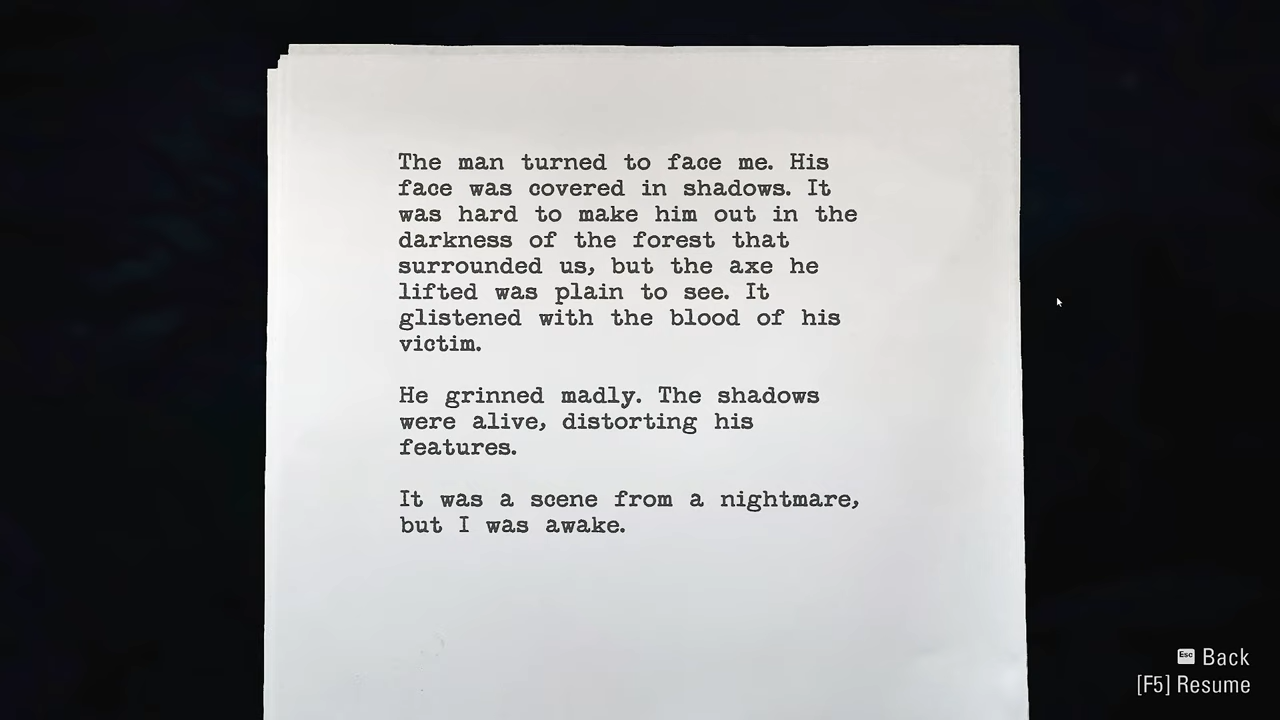 The man turned to face me. His
face was covered in shadows. It
was hard to make him out in the
darkness of the forest that
surrounded us, but the axe he
lifted was plain to see. It
glistened with the blood of his
victim.
He grinned madly. The shadows
were alive, distorting his
features.
It was a scene from a nightmare,
but I was awake.
Esc Back
[F5] Resume